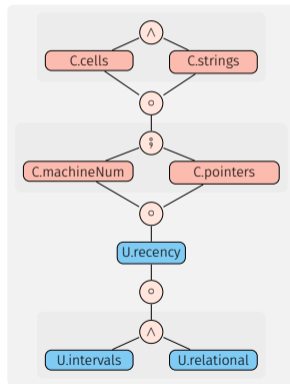 ∧
C.cells C.strings
∘
;
C.machineNum C.pointers
∘
U.recency
∘
∧
U.intervals U.relational